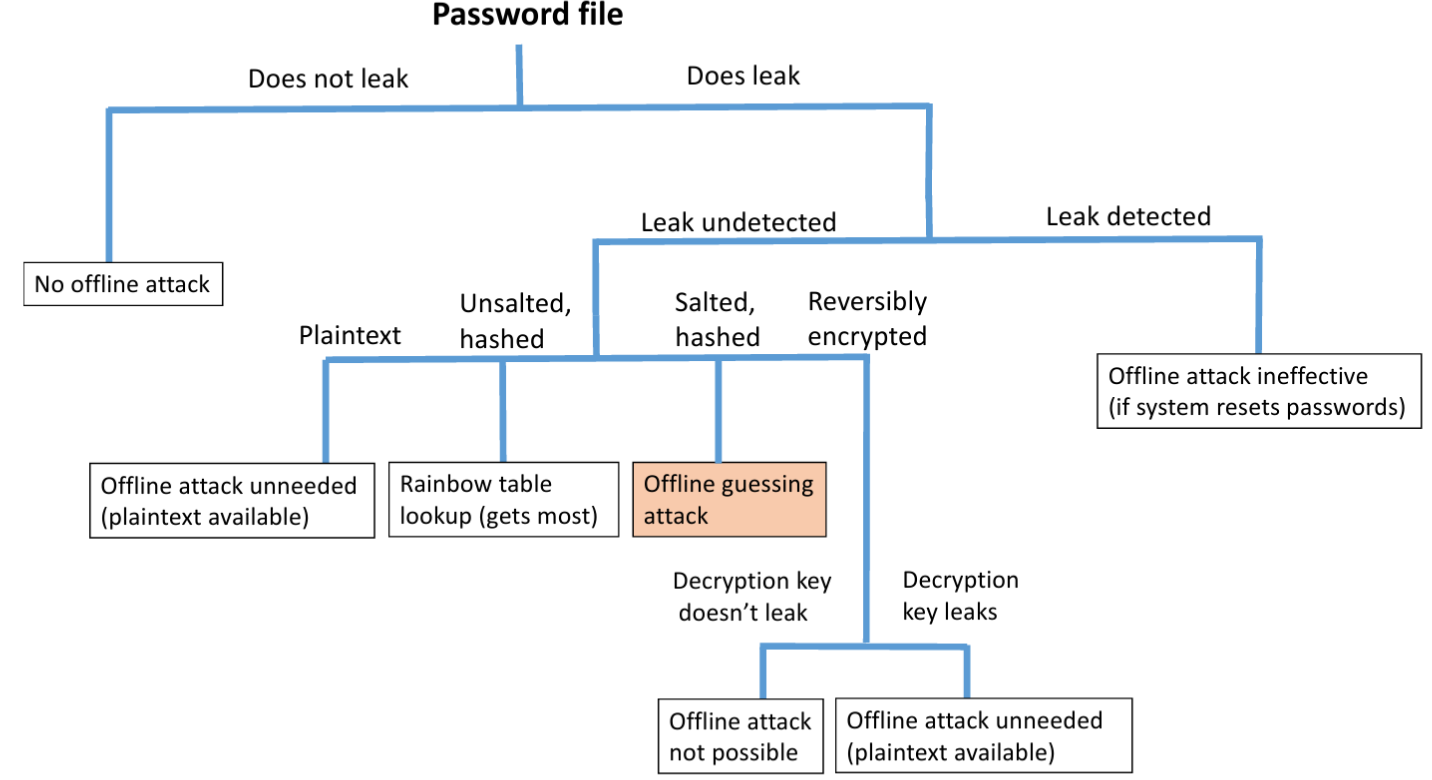 Password file
Does not leak
Does leak
Leak undetected
Leak detected
No offline attack
Plaintext
Unsalted,
hashed
Salted,
hashed
Reversibly
encrypted
Offline attack ineffective
(if system resets passwords)
Offline attack unneeded
(plaintext available)
Rainbow table
lookup (gets most)
Offline guessing
attack
Decryption key
doesn’t leak
Decryption
key leaks
Offline attack
not possible
Offline attack unneeded
(plaintext available)